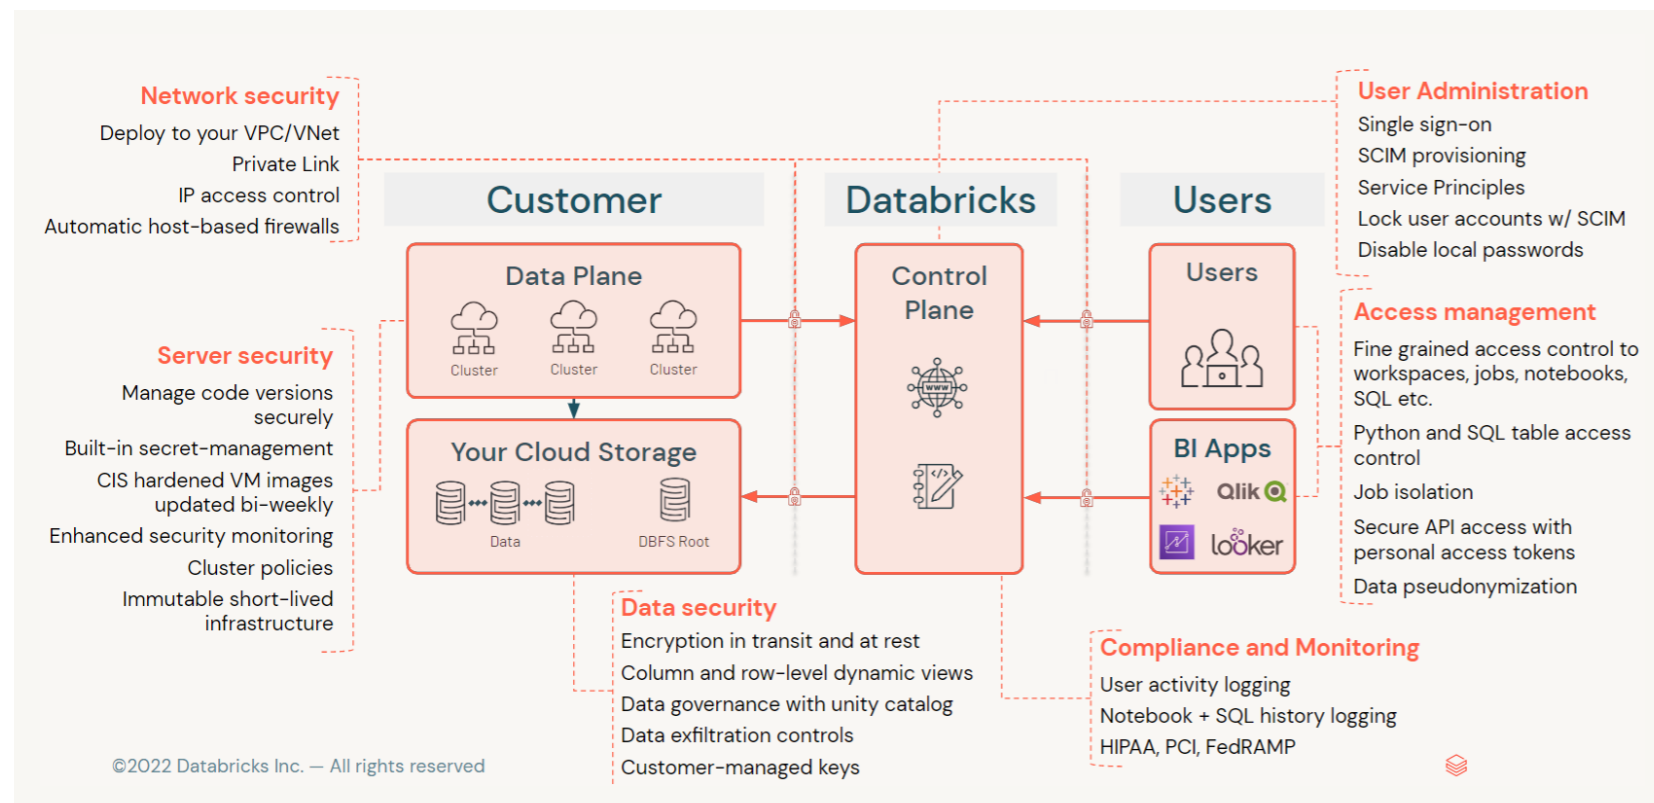 Network security
Deploy to your VPC/VNet
Private Link
IP access control
Automatic host-based firewalls
Server security
Manage code versions
securely
Built-in secret-management
CIS hardened VM images
updated bi-weekly
Enhanced security monitoring
Cluster policies
Immutable short-lived
infrastructure
Customer
Data Plane
Cluster
Cluster
Cluster
Your Cloud Storage
Data
DBFS Root
Databricks
Control
Plane
WWW
</>
Users
Users
BI Apps
Qlik
looker
User Administration
Single sign-on
SCIM provisioning
Service Principles
Lock user accounts w/ SCIM
Disable local passwords
Access management
Fine grained access control to
workspaces, jobs, notebooks,
SQL etc.
Python and SQL table access
control
Job isolation
Secure API access with
personal access tokens
Data pseudonymization
Data security
Encryption in transit and at rest
Column and row-level dynamic views
Data governance with unity catalog
Data exfiltration controls
Customer-managed keys
Compliance and Monitoring
User activity logging
Notebook + SQL history logging
HIPAA, PCI, FedRAMP
©2022 Databricks Inc. — All rights reserved